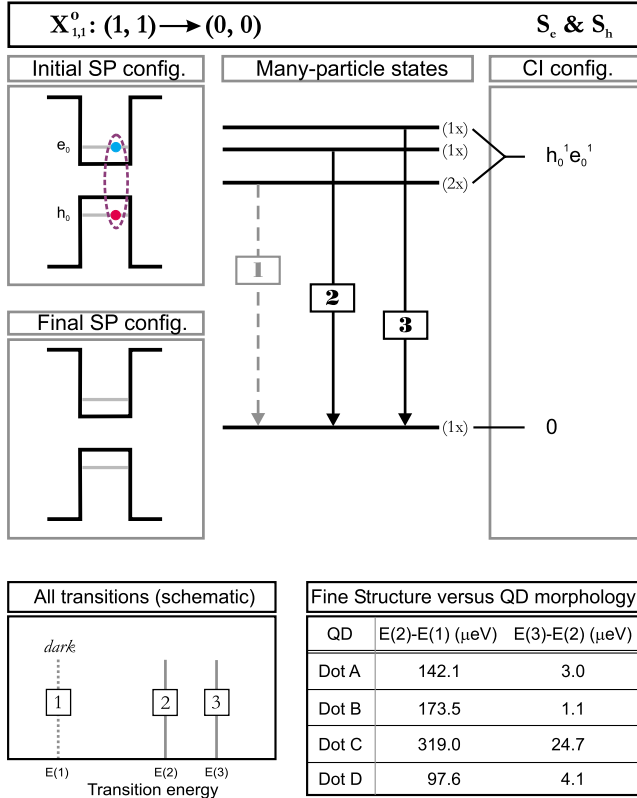 X⁰₁,₁: (1, 1) ⟶ (0, 0) Sₑ & Sₕ
Initial SP config. Many-particle states CI config.
e₀
h₀
(1x)
(1x)
(2x)
h₀¹e₀¹
1
2
3
Final SP config.
(1x) 0
All transitions (schematic)
dark
1 2 3
E(1) E(2) E(3)
Transition energy
Fine Structure versus QD morphology
QD E(2)-E(1) (μeV) E(3)-E(2) (μeV)
Dot A 142.1 3.0
Dot B 173.5 1.1
Dot C 319.0 24.7
Dot D 97.6 4.1